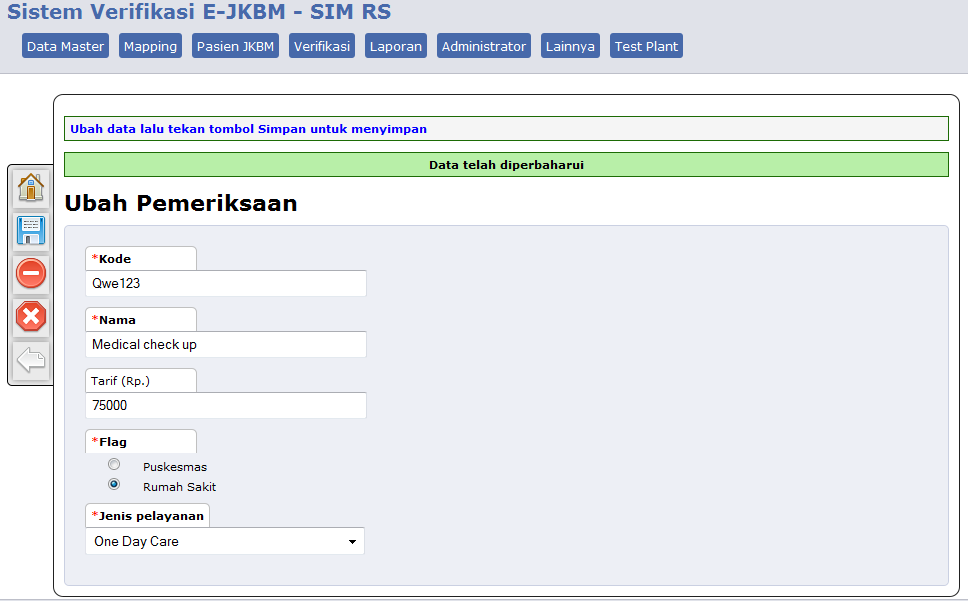 Sistem Verifikasi E-JKBM - SIM RS
Data Master Mapping Pasien JKBM Verifikasi Laporan Administrator Lainnya Test Plant
Ubah data lalu tekan tombol Simpan untuk menyimpan
Data telah diperbaharui
Ubah Pemeriksaan
*Kode
Qwe123
*Nama
Medical check up
Tarif (Rp.)
75000
*Flag
Puskesmas
Rumah Sakit
*Jenis pelayanan
One Day Care